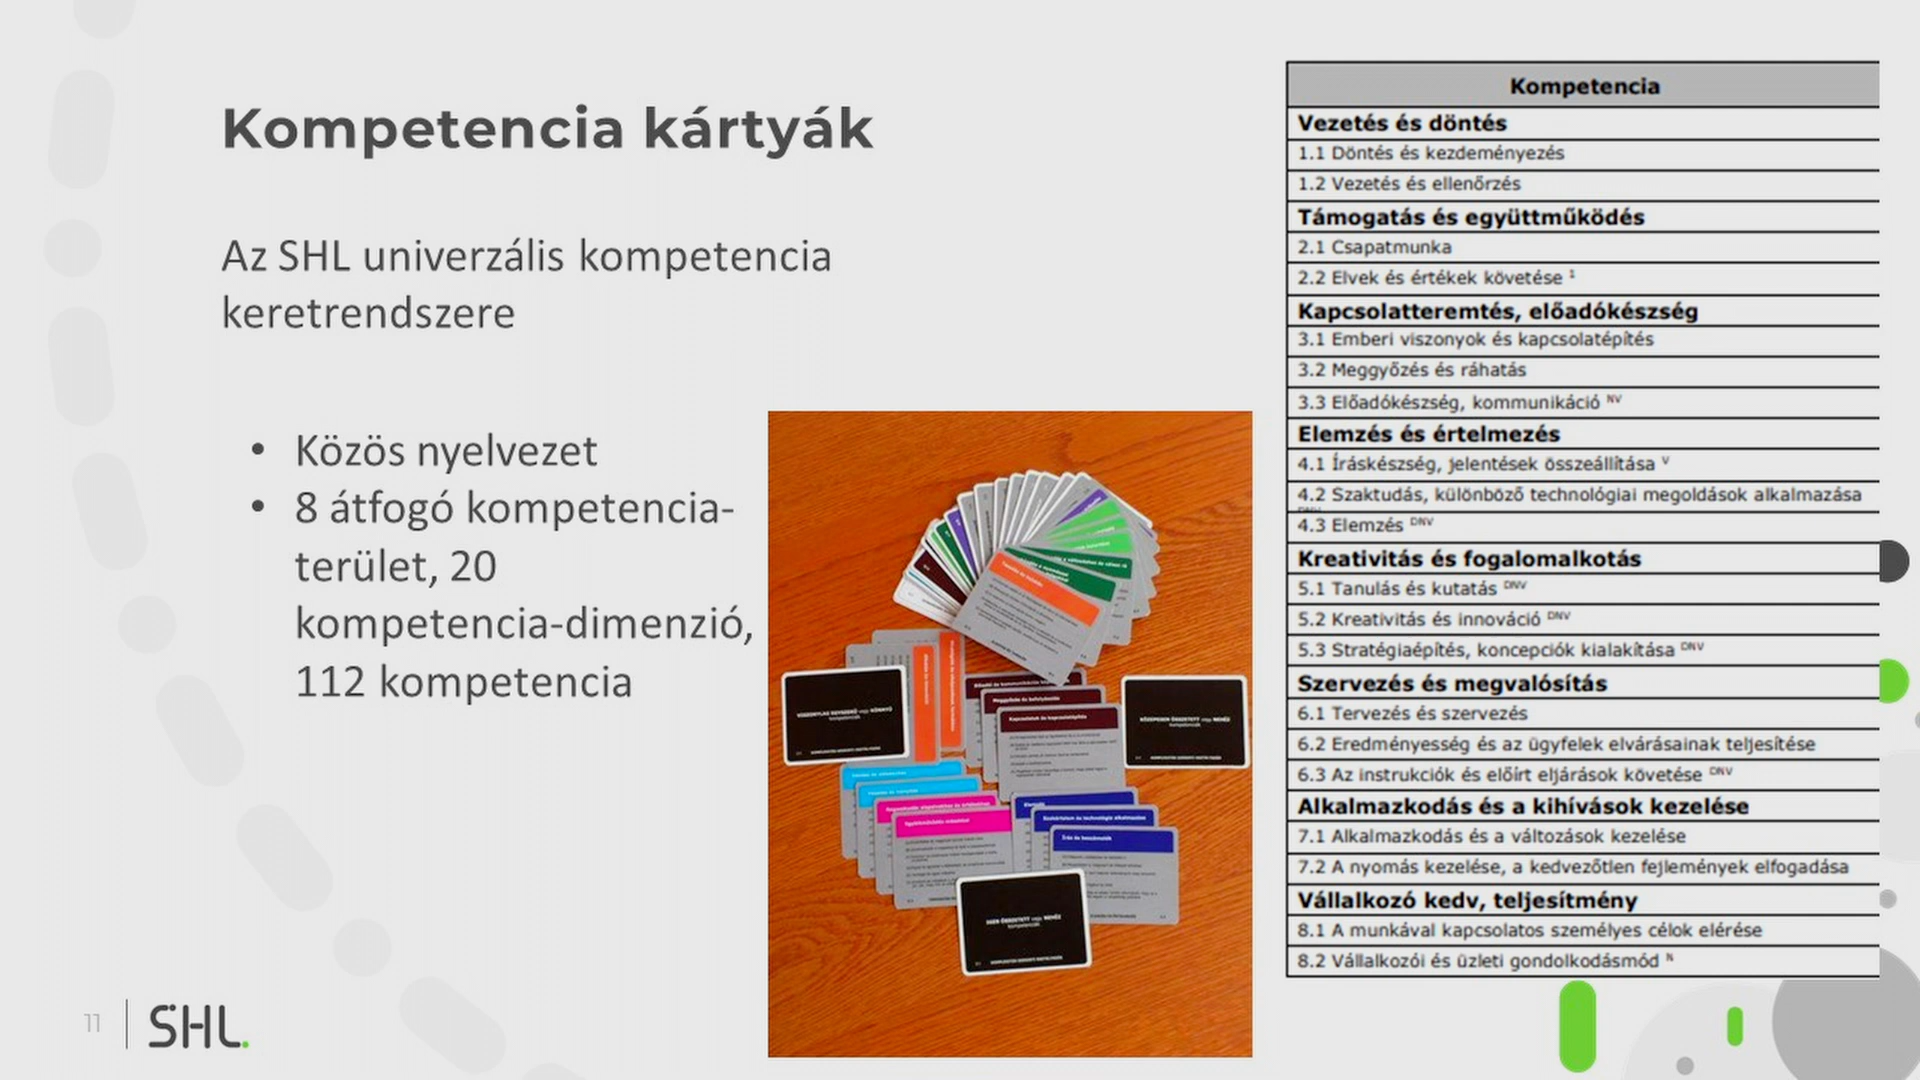 Kompetencia kártyák
Az SHL univerzális kompetencia
keretrendszere
• Közös nyelvezet
• 8 átfogó kompetencia-
terület, 20
kompetencia-dimenzió,
112 kompetencia
Kompetencia
Vezetés és döntés
1.1 Döntés és kezdeményezés
1.2 Vezetés és ellenőrzés
Támogatás és együttműködés
2.1 Csapatmunka
2.2 Elvek és értékek követése ¹
Kapcsolatteremtés, előadókészség
3.1 Emberi viszonyok és kapcsolatépítés
3.2 Meggyőzés és ráhatás
3.3 Előadókészség, kommunikáció NV
Elemzés és értelmezés
4.1 Íráskészség, jelentések összeállítása V
4.2 Szaktudás, különböző technológiai megoldások alkalmazása
4.3 Elemzés DNV
Kreativitás és fogalomalkotás
5.1 Tanulás és kutatás DNV
5.2 Kreativitás és innováció DNV
5.3 Stratégiaépítés, koncepciók kialakítása DNV
Szervezés és megvalósítás
6.1 Tervezés és szervezés
6.2 Eredményesség és az ügyfelek elvárásainak teljesítése
6.3 Az instrukciók és előírt eljárások követése DNV
Alkalmazkodás és a kihívások kezelése
7.1 Alkalmazkodás és a változások kezelése
7.2 A nyomás kezelése, a kedvezőtlen fejlemények elfogadása
Vállalkozó kedv, teljesítmény
8.1 A munkával kapcsolatos személyes célok elérése
8.2 Vállalkozói és üzleti gondolkodásmód N
11
SHL.